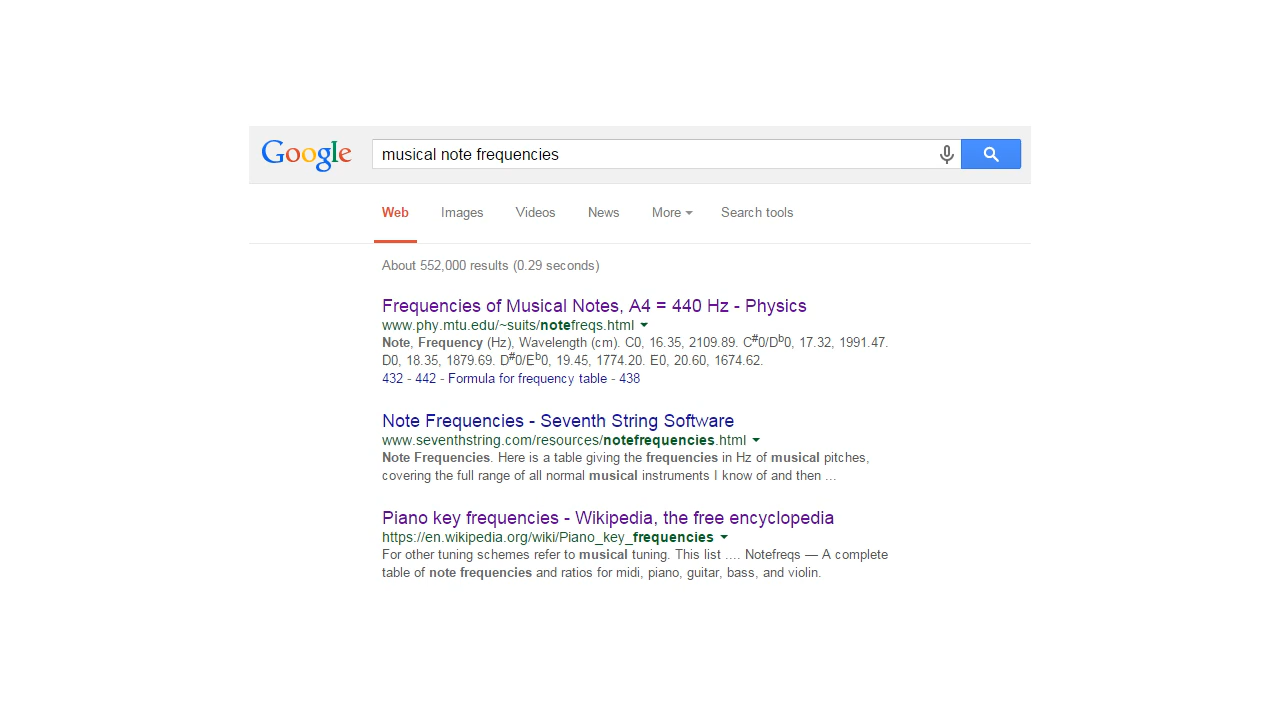 Google musical note frequencies
Web Images Videos News More Search tools
About 552,000 results (0.29 seconds)
Frequencies of Musical Notes, A4 = 440 Hz - Physics
www.phy.mtu.edu/~suits/notefreqs.html
Note, Frequency (Hz), Wavelength (cm). C0, 16.35, 2109.89. C#0/Db0, 17.32, 1991.47.
D0, 18.35, 1879.69. D#0/Eb0, 19.45, 1774.20. E0, 20.60, 1674.62.
432 - 442 - Formula for frequency table - 438
Note Frequencies - Seventh String Software
www.seventhstring.com/resources/notefrequencies.html
Note Frequencies. Here is a table giving the frequencies in Hz of musical pitches,
covering the full range of all normal musical instruments I know of and then ...
Piano key frequencies - Wikipedia, the free encyclopedia
https://en.wikipedia.org/wiki/Piano_key_frequencies
For other tuning schemes refer to musical tuning. This list .... Notefreqs — A complete
table of note frequencies and ratios for midi, piano, guitar, bass, and violin.